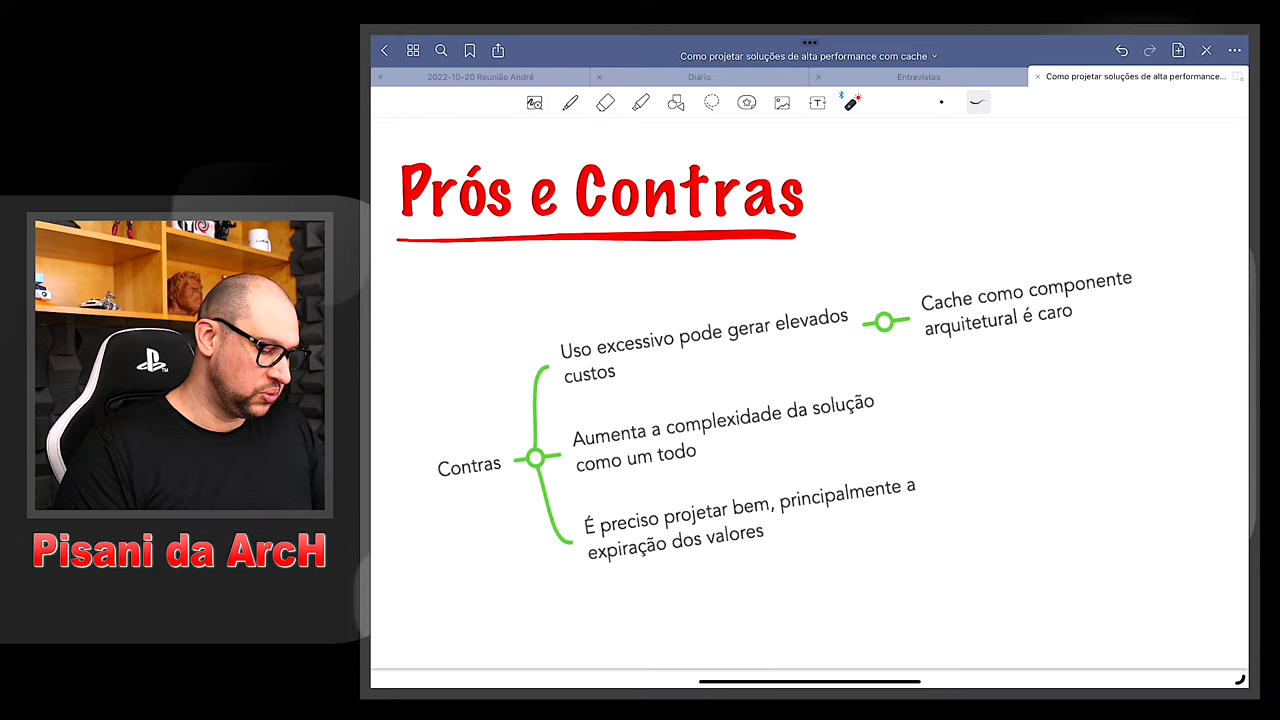 Como projetar soluções de alta performance com cache
2022-10-20 Reunião André
Diário
Entrevistas
Como projetar soluções de alta performance...
Prós e Contras
Cache como componente
arquitetural é caro
Uso excessivo pode gerar elevados
custos
Aumenta a complexidade da solução
como um todo
Contras
É preciso projetar bem, principalmente a
expiração dos valores
Pisani da ArcH